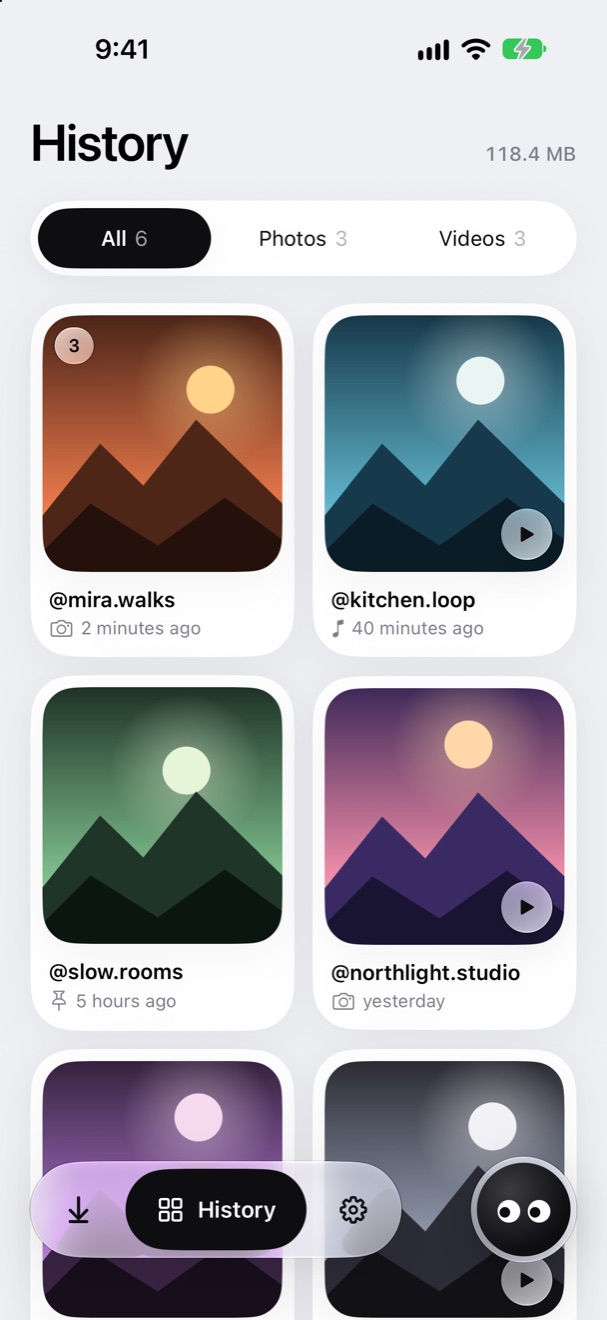 9:41
History
118.4 MB
All 6
Photos 3
Videos 3
3
@mira.walks
2 minutes ago
@kitchen.loop
40 minutes ago
@slow.rooms
5 hours ago
@northlight.studio
yesterday
History